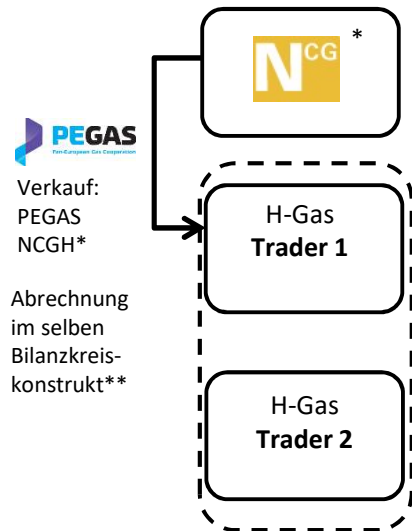 NCG
*
PEGAS
Pan-European Gas Cooperation
Verkauf:
PEGAS
NCGH*
Abrechnung
im selben
Bilanzkreis-
konstrukt**
H-Gas
Trader 1
H-Gas
Trader 2